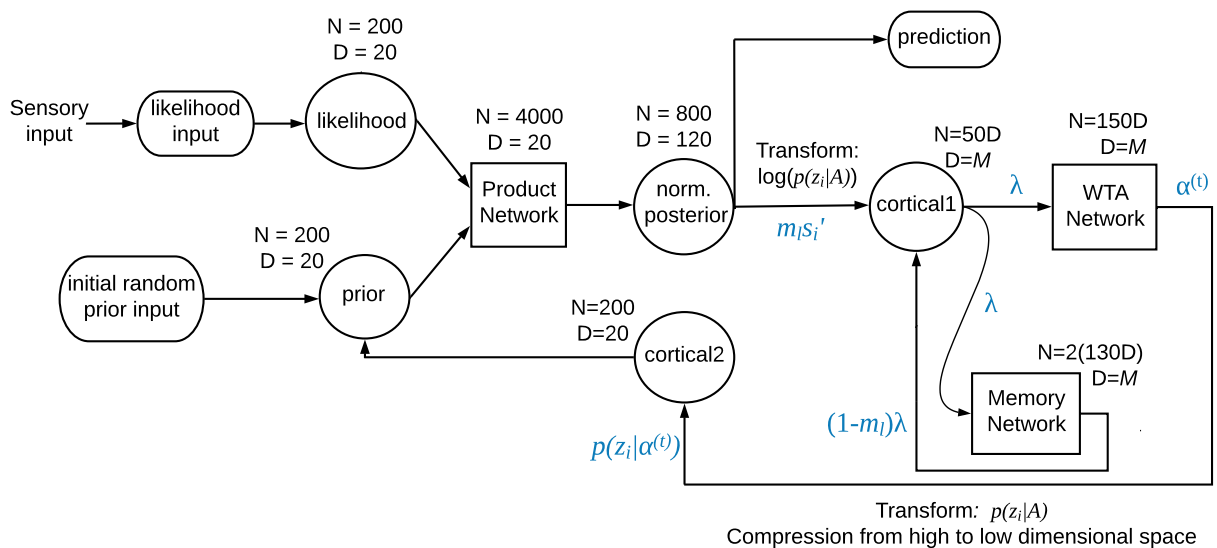 N = 200
D = 20
prediction
Sensory
input
likelihood
input
likelihood
N = 4000
D = 20
N = 800
D = 120
N=50D
D=M
N=150D
D=M
Transform:
log(p(zᵢ|A))
Product
Network
norm.
posterior
cortical1
λ
WTA
Network
α⁽ᵗ⁾
mₗsᵢ'
N = 200
D = 20
initial random
prior input
prior
N=200
D=20
cortical2
λ
N=2(130D)
D=M
Memory
Network
(1-mₗ)λ
p(zᵢ|α⁽ᵗ⁾)
Transform: p(zᵢ|A)
Compression from high to low dimensional space